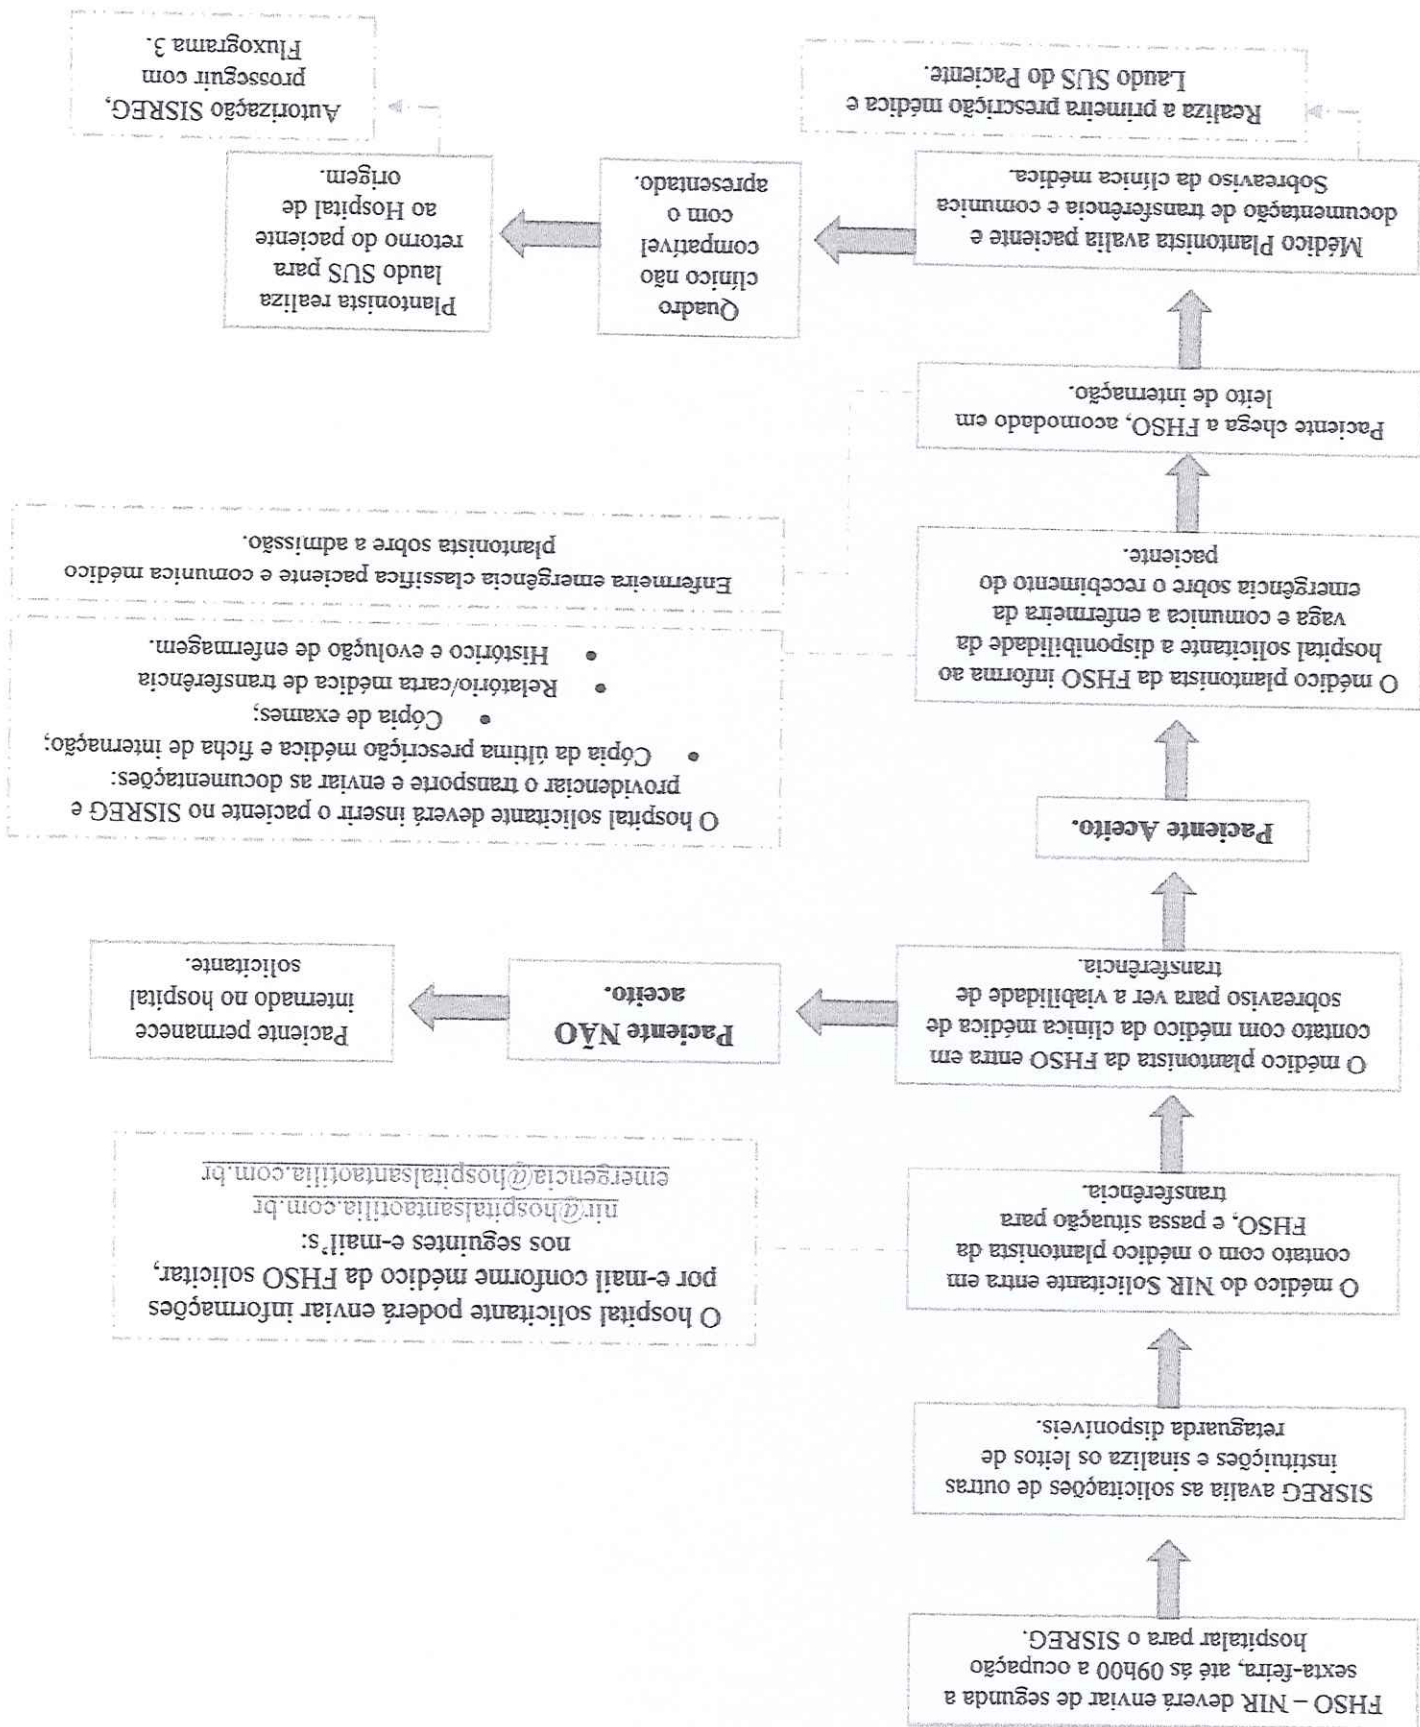 FHSO – NIR deverá enviar de segunda a
sexta-feira, até ás 09h00 a ocupação
hospitalar para o SISREG.
SISREG avalia as solicitações de outras
instituições e sinaliza os leitos de
retaguarda disponíveis.
O médico do NIR Solicitante entra em
contato com o médico plantonista da
FHSO, e passa situação para
transferência.
O hospital solicitante poderá enviar informações
por e-mail conforme médico da FHSO solicitar,
nos seguintes e-mail's:
nir@hospitalsantaotilia.com.br
emergencia@hospitalsantaotilia.com.br
O médico plantonista da FHSO entra em
contato com médico da clinica médica de
sobreaviso para ver a viabilidade de
transferência.
Paciente NÃO
aceito.
Paciente permanece
internado no hospital
solicitante.
Paciente Aceito.
O médico plantonista da FHSO informa ao
hospital solicitante a disponibilidade da
vaga e comunica a enfermeira da
emergência sobre o recebimento do
paciente.
O hospital solicitante deverá inserir o paciente no SISREG e
providenciar o transporte e enviar as documentações:
• Cópia da última prescrição médica e ficha de internação;
• Cópia de exames;
• Relatório/carta médica de transferência
• Histórico e evolução de enfermagem.
Enfermeira emergência classifica paciente e comunica médico
plantonista sobre a admissão.
Paciente chega a FHSO, acomodado em
leito de internação.
Médico Plantonista avalia paciente e
documentação de transferência e comunica
Sobreaviso da clínica médica.
Quadro
clínico não
compatível
com o
apresentado.
Plantonista realiza
laudo SUS para
retorno do paciente
ao Hospital de
origem.
Realiza a primeira prescrição médica e
Laudo SUS do Paciente.
Autorização SISREG,
prosseguir com
Fluxograma 3.